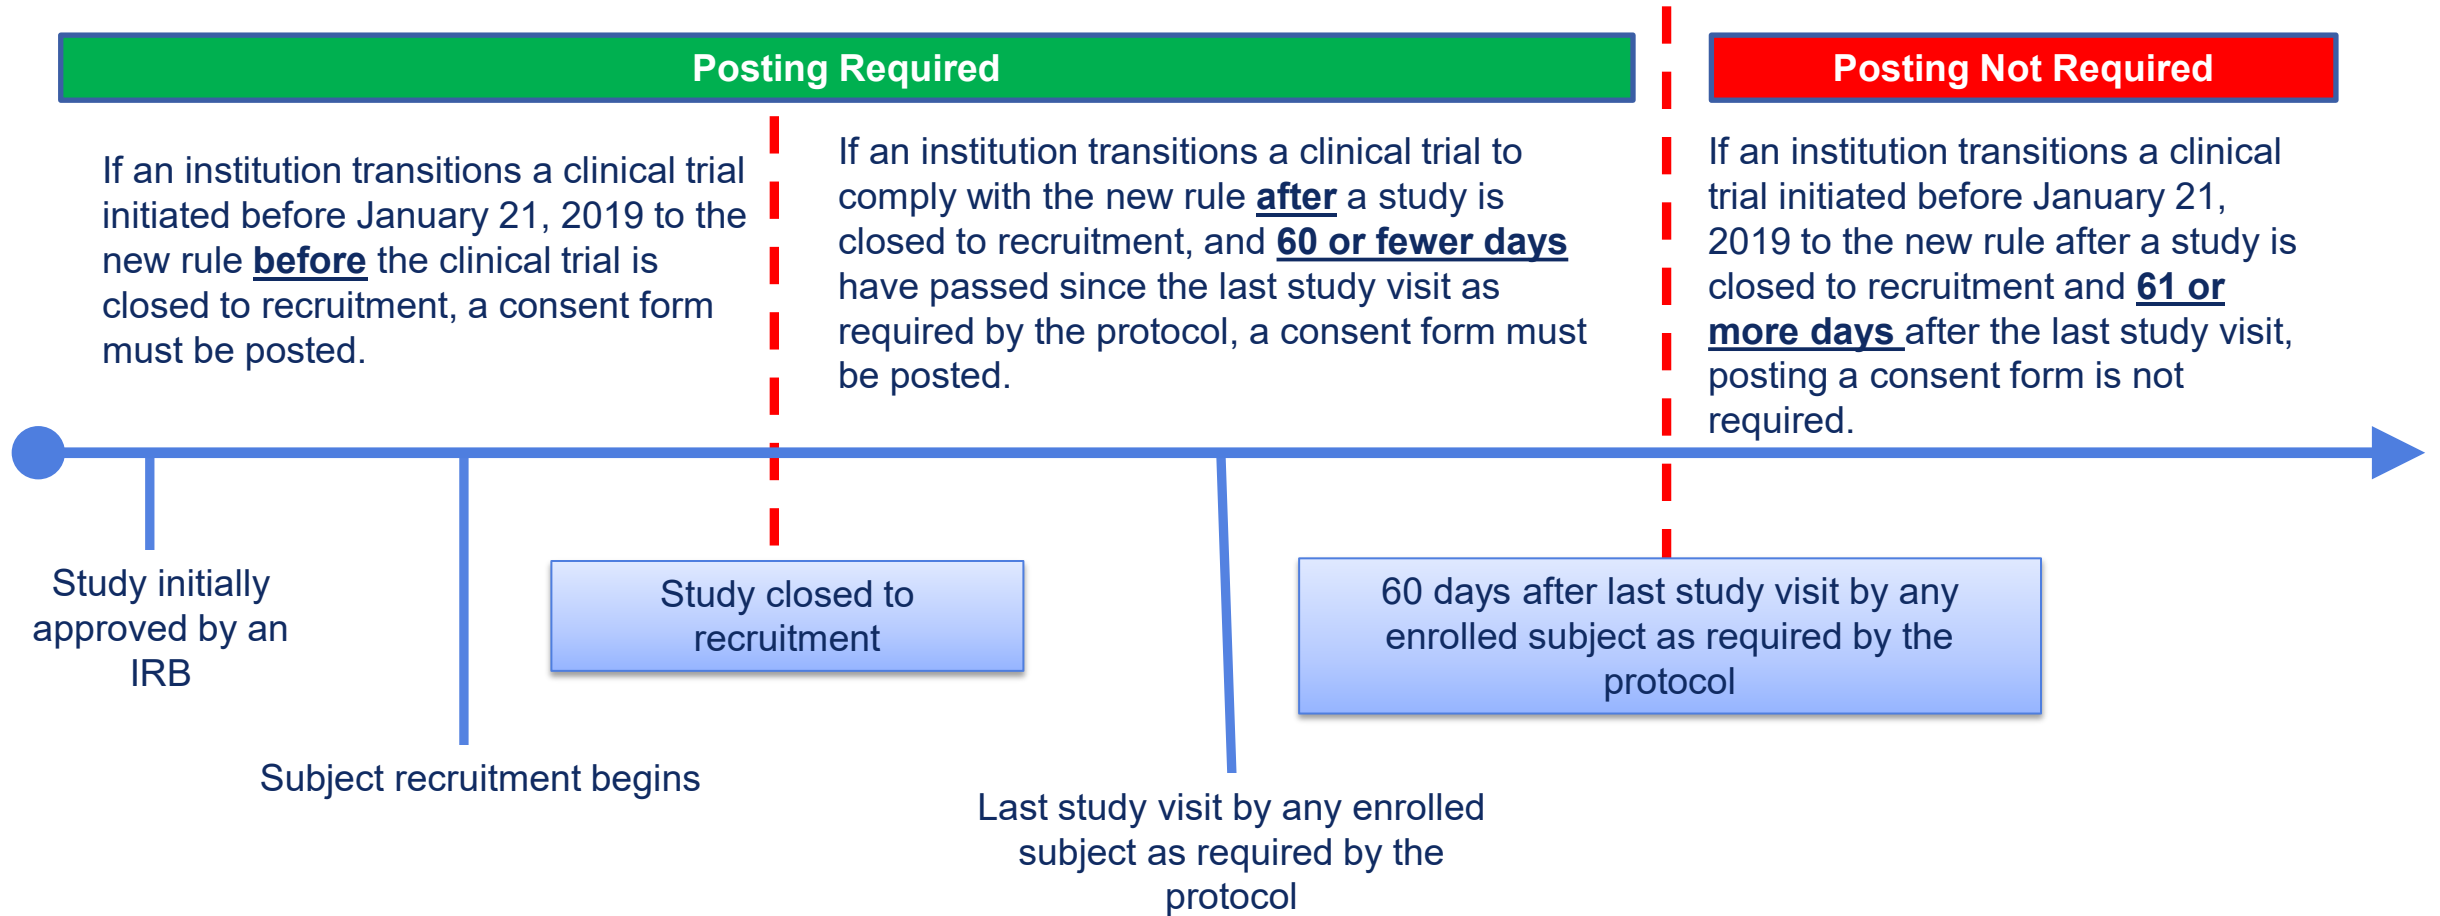 Posting Required
Posting Not Required
If an institution transitions a clinical trial
initiated before January 21, 2019 to the
new rule before the clinical trial is
closed to recruitment, a consent form
must be posted.
If an institution transitions a clinical trial to
comply with the new rule after a study is
closed to recruitment, and 60 or fewer days
have passed since the last study visit as
required by the protocol, a consent form must
be posted.
If an institution transitions a clinical
trial initiated before January 21,
2019 to the new rule after a study is
closed to recruitment and 61 or
more days after the last study visit,
posting a consent form is not
required.
Study initially
approved by an
IRB
Subject recruitment begins
Study closed to
recruitment
Last study visit by any enrolled
subject as required by the
protocol
60 days after last study visit by any
enrolled subject as required by the
protocol